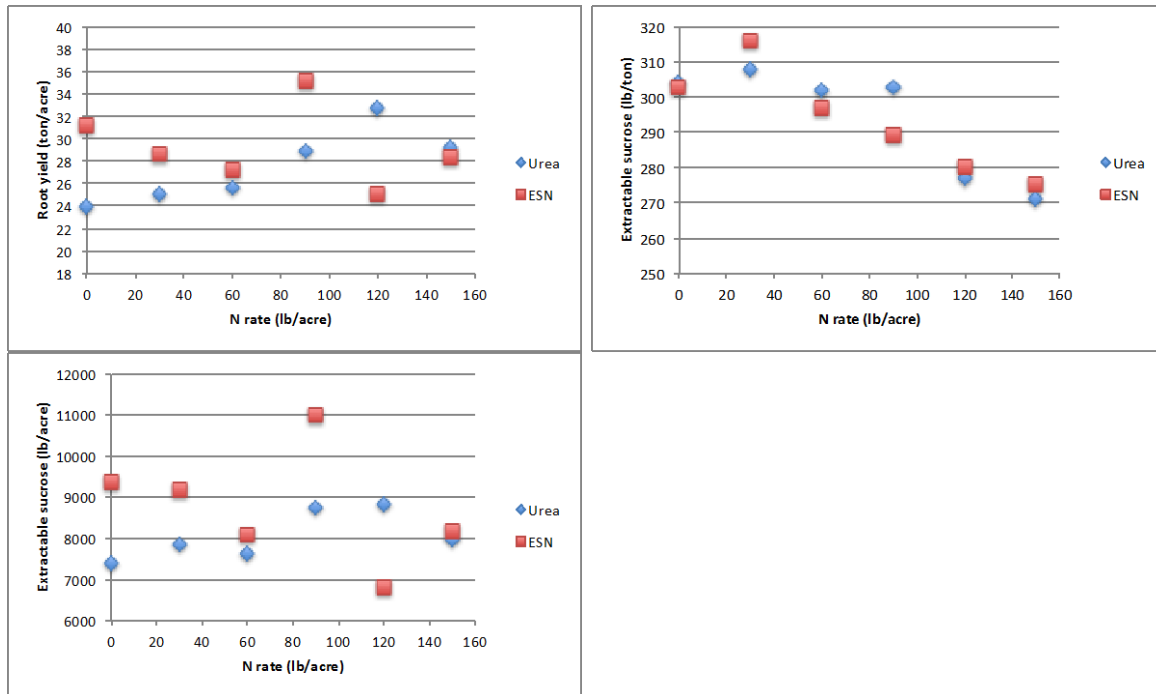 40
38
36
34
32
30
28
26
24
22
20
18
Root yield (ton/acre)
0 20 40 60 80 100 120 140 160
N rate (lb/acre)
Urea
ESN
320
310
300
290
280
270
260
250
Extractable sucrose (lb/ton)
0 20 40 60 80 100 120 140 160
N rate (lb/acre)
Urea
ESN
12000
11000
10000
9000
8000
7000
6000
Extractable sucrose (lb/acre)
0 20 40 60 80 100 120 140 160
N rate (lb/acre)
Urea
ESN